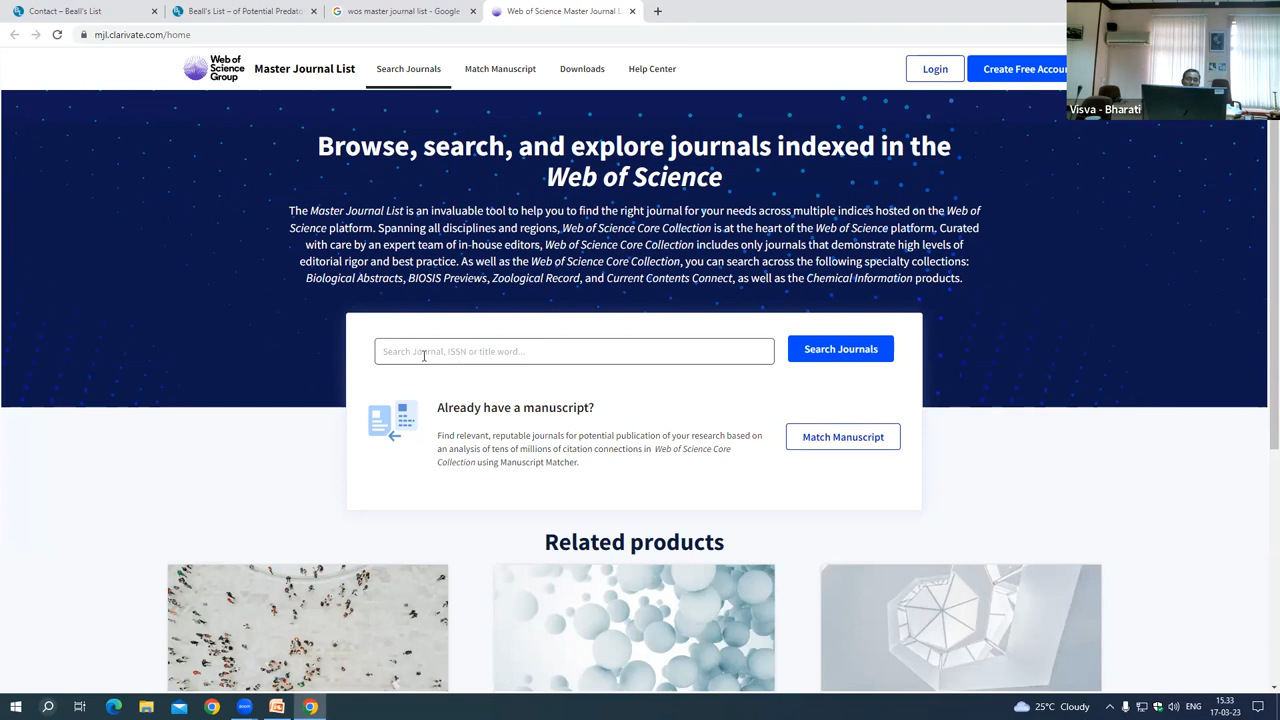 Contact – Beall's List
Beall's List – of Potential Predato
wos master journal list - Google
Web of Science Master Journal L
mjl.clarivate.com/home
Web of
Science
Group
Master Journal List
Search Journals
Match Manuscript
Downloads
Help Center
Login
Create Free Accoun
Visva - Bharati
Browse, search, and explore journals indexed in the
Web of Science
The Master Journal List is an invaluable tool to help you to find the right journal for your needs across multiple indices hosted on the Web of
Science platform. Spanning all disciplines and regions, Web of Science Core Collection is at the heart of the Web of Science platform. Curated
with care by an expert team of in-house editors, Web of Science Core Collection includes only journals that demonstrate high levels of
editorial rigor and best practice. As well as the Web of Science Core Collection, you can search across the following specialty collections:
Biological Abstracts, BIOSIS Previews, Zoological Record, and Current Contents Connect, as well as the Chemical Information products.
Search Journal, ISSN or title word...
Search Journals
Already have a manuscript?
Find relevant, reputable journals for potential publication of your research based on
an analysis of tens of millions of citation connections in Web of Science Core
Collection using Manuscript Matcher.
Match Manuscript
Related products
zoom
25°C Cloudy
ENG
15.33
17-03-23